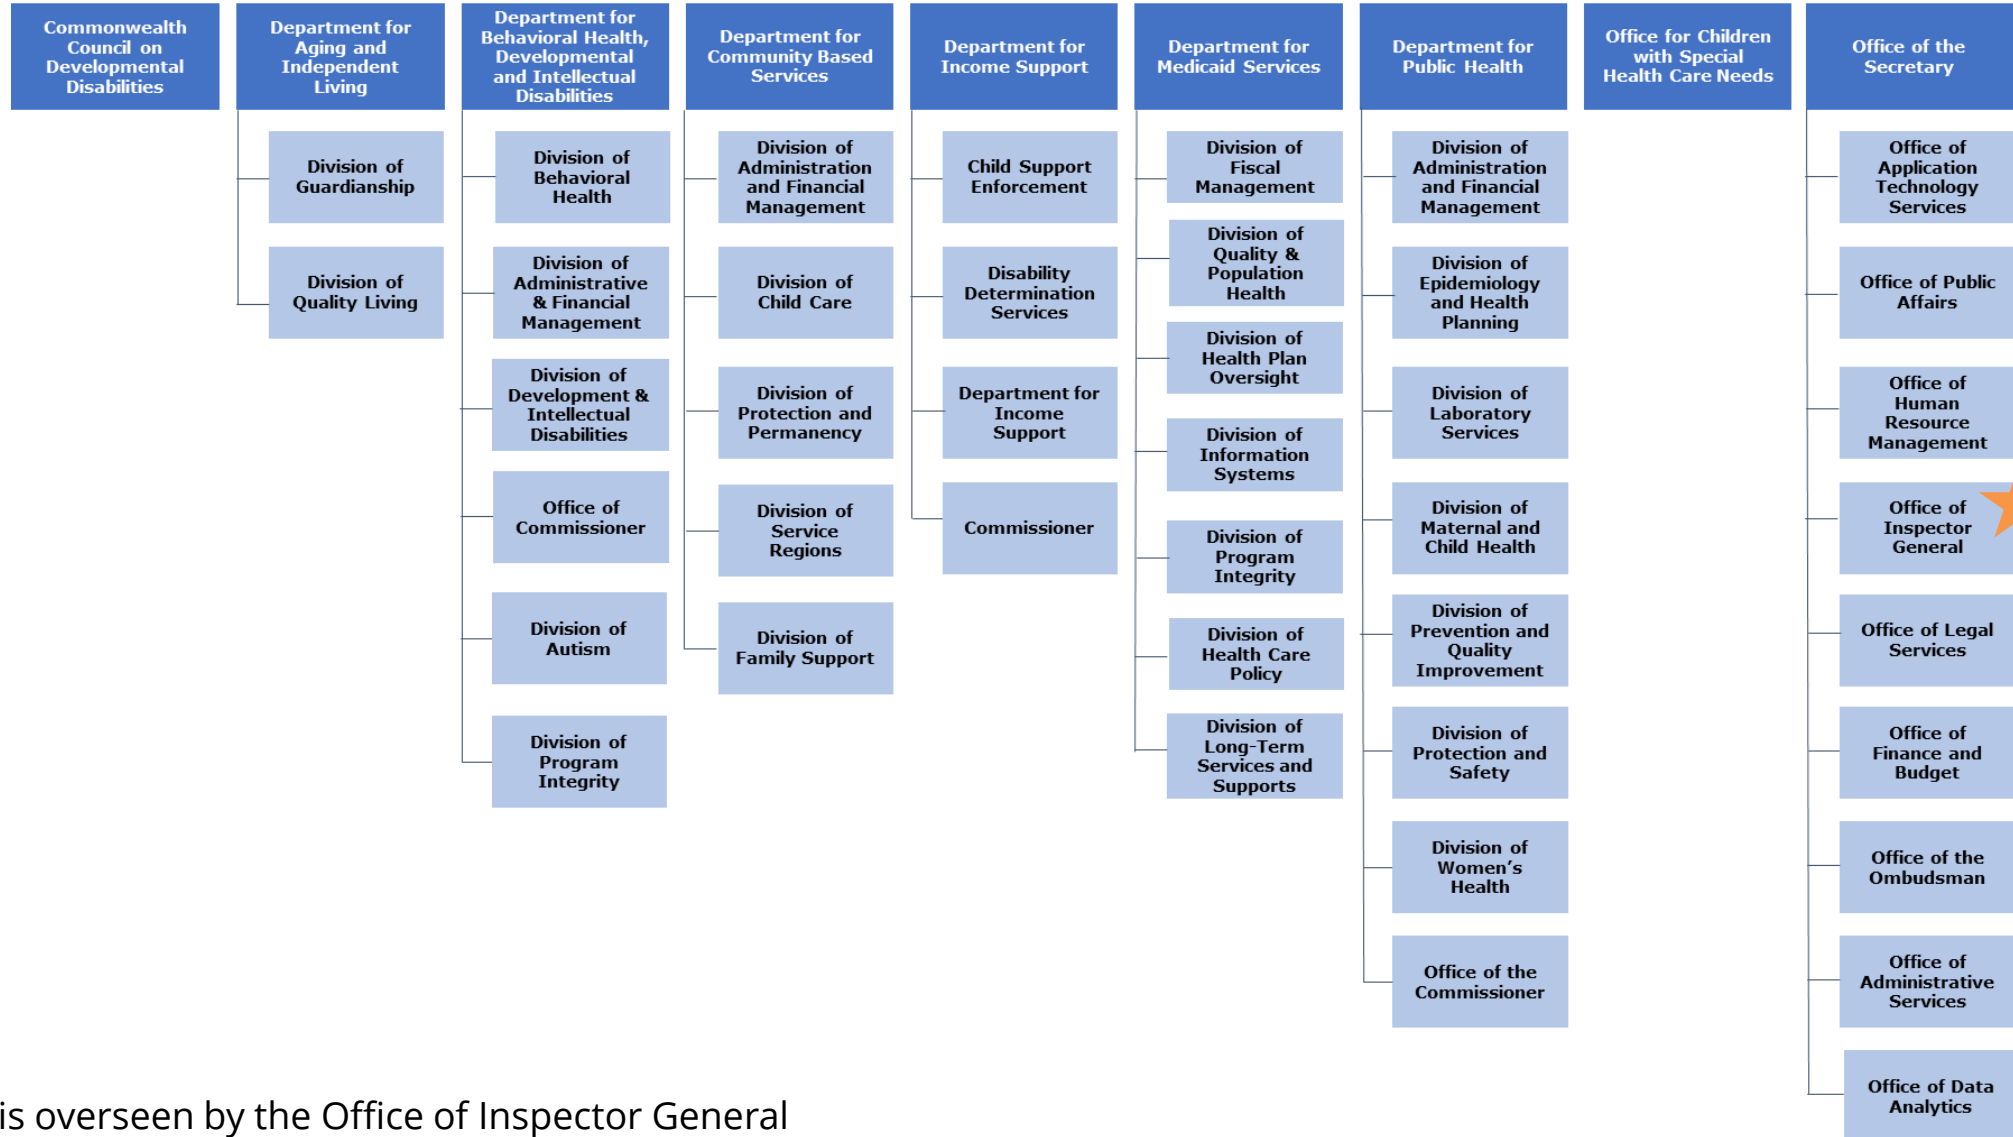 Commonwealth
Council on
Developmental
Disabilities
Department for
Aging and
Independent
Living
Department for
Behavioral Health,
Developmental
and Intellectual
Disabilities
Department for
Community Based
Services
Department for
Income Support
Department for
Medicaid Services
Department for
Public Health
Office for Children
with Special
Health Care Needs
Office of the
Secretary
Division of
Guardianship
Division of
Quality Living
Division of
Behavioral
Health
Division of
Administrative
& Financial
Management
Division of
Development &
Intellectual
Disabilities
Office of
Commissioner
Division of
Autism
Division of
Program
Integrity
Division of
Administration
and Financial
Management
Division of
Child Care
Division of
Protection and
Permanency
Division of
Service
Regions
Division of
Family Support
Child Support
Enforcement
Disability
Determination
Services
Department for
Income
Support
Commissioner
Division of
Fiscal
Management
Division of
Quality &
Population
Health
Division of
Health Plan
Oversight
Division of
Information
Systems
Division of
Program
Integrity
Division of
Health Care
Policy
Division of
Long-Term
Services and
Supports
Division of
Administration
and Financial
Management
Division of
Epidemiology
and Health
Planning
Division of
Laboratory
Services
Division of
Maternal and
Child Health
Division of
Prevention and
Quality
Improvement
Division of
Protection and
Safety
Division of
Women's
Health
Office of the
Commissioner
Office of
Application
Technology
Services
Office of Public
Affairs
Office of
Human
Resource
Management
Office of
Inspector
General
Office of Legal
Services
Office of
Finance and
Budget
Office of the
Ombudsman
Office of
Administrative
Services
Office of Data
Analytics
is overseen by the Office of Inspector General